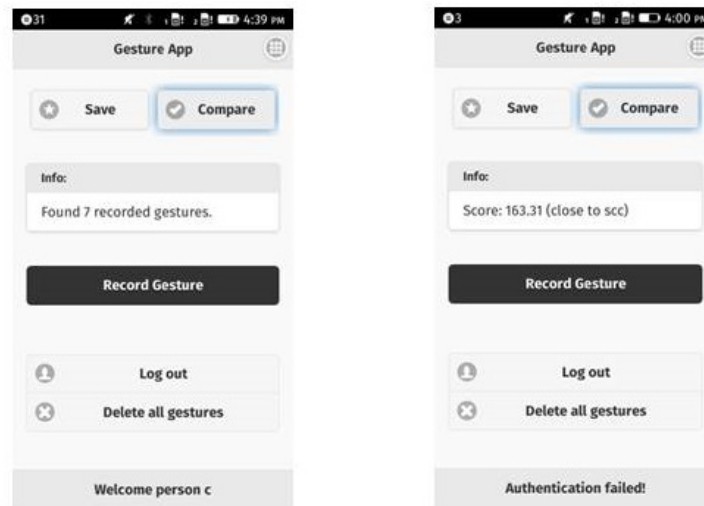 31 4:39 PM
Gesture App
Save Compare
Info:
Found 7 recorded gestures.
Record Gesture
Log out
Delete all gestures
Welcome person c
3 4:00 PM
Gesture App
Save Compare
Info:
Score: 163.31 (close to scc)
Record Gesture
Log out
Delete all gestures
Authentication failed!